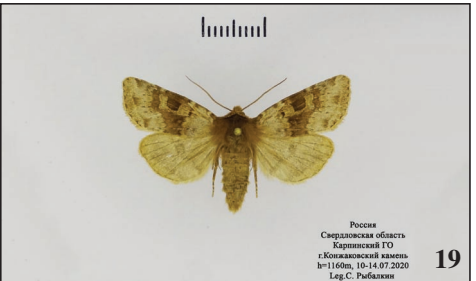 Россия
Свердловская область
Карпинский ГО
г.Конжаковский камень
h=1160m, 10-14.07.2020
Leg.С. Рыбалкин
19